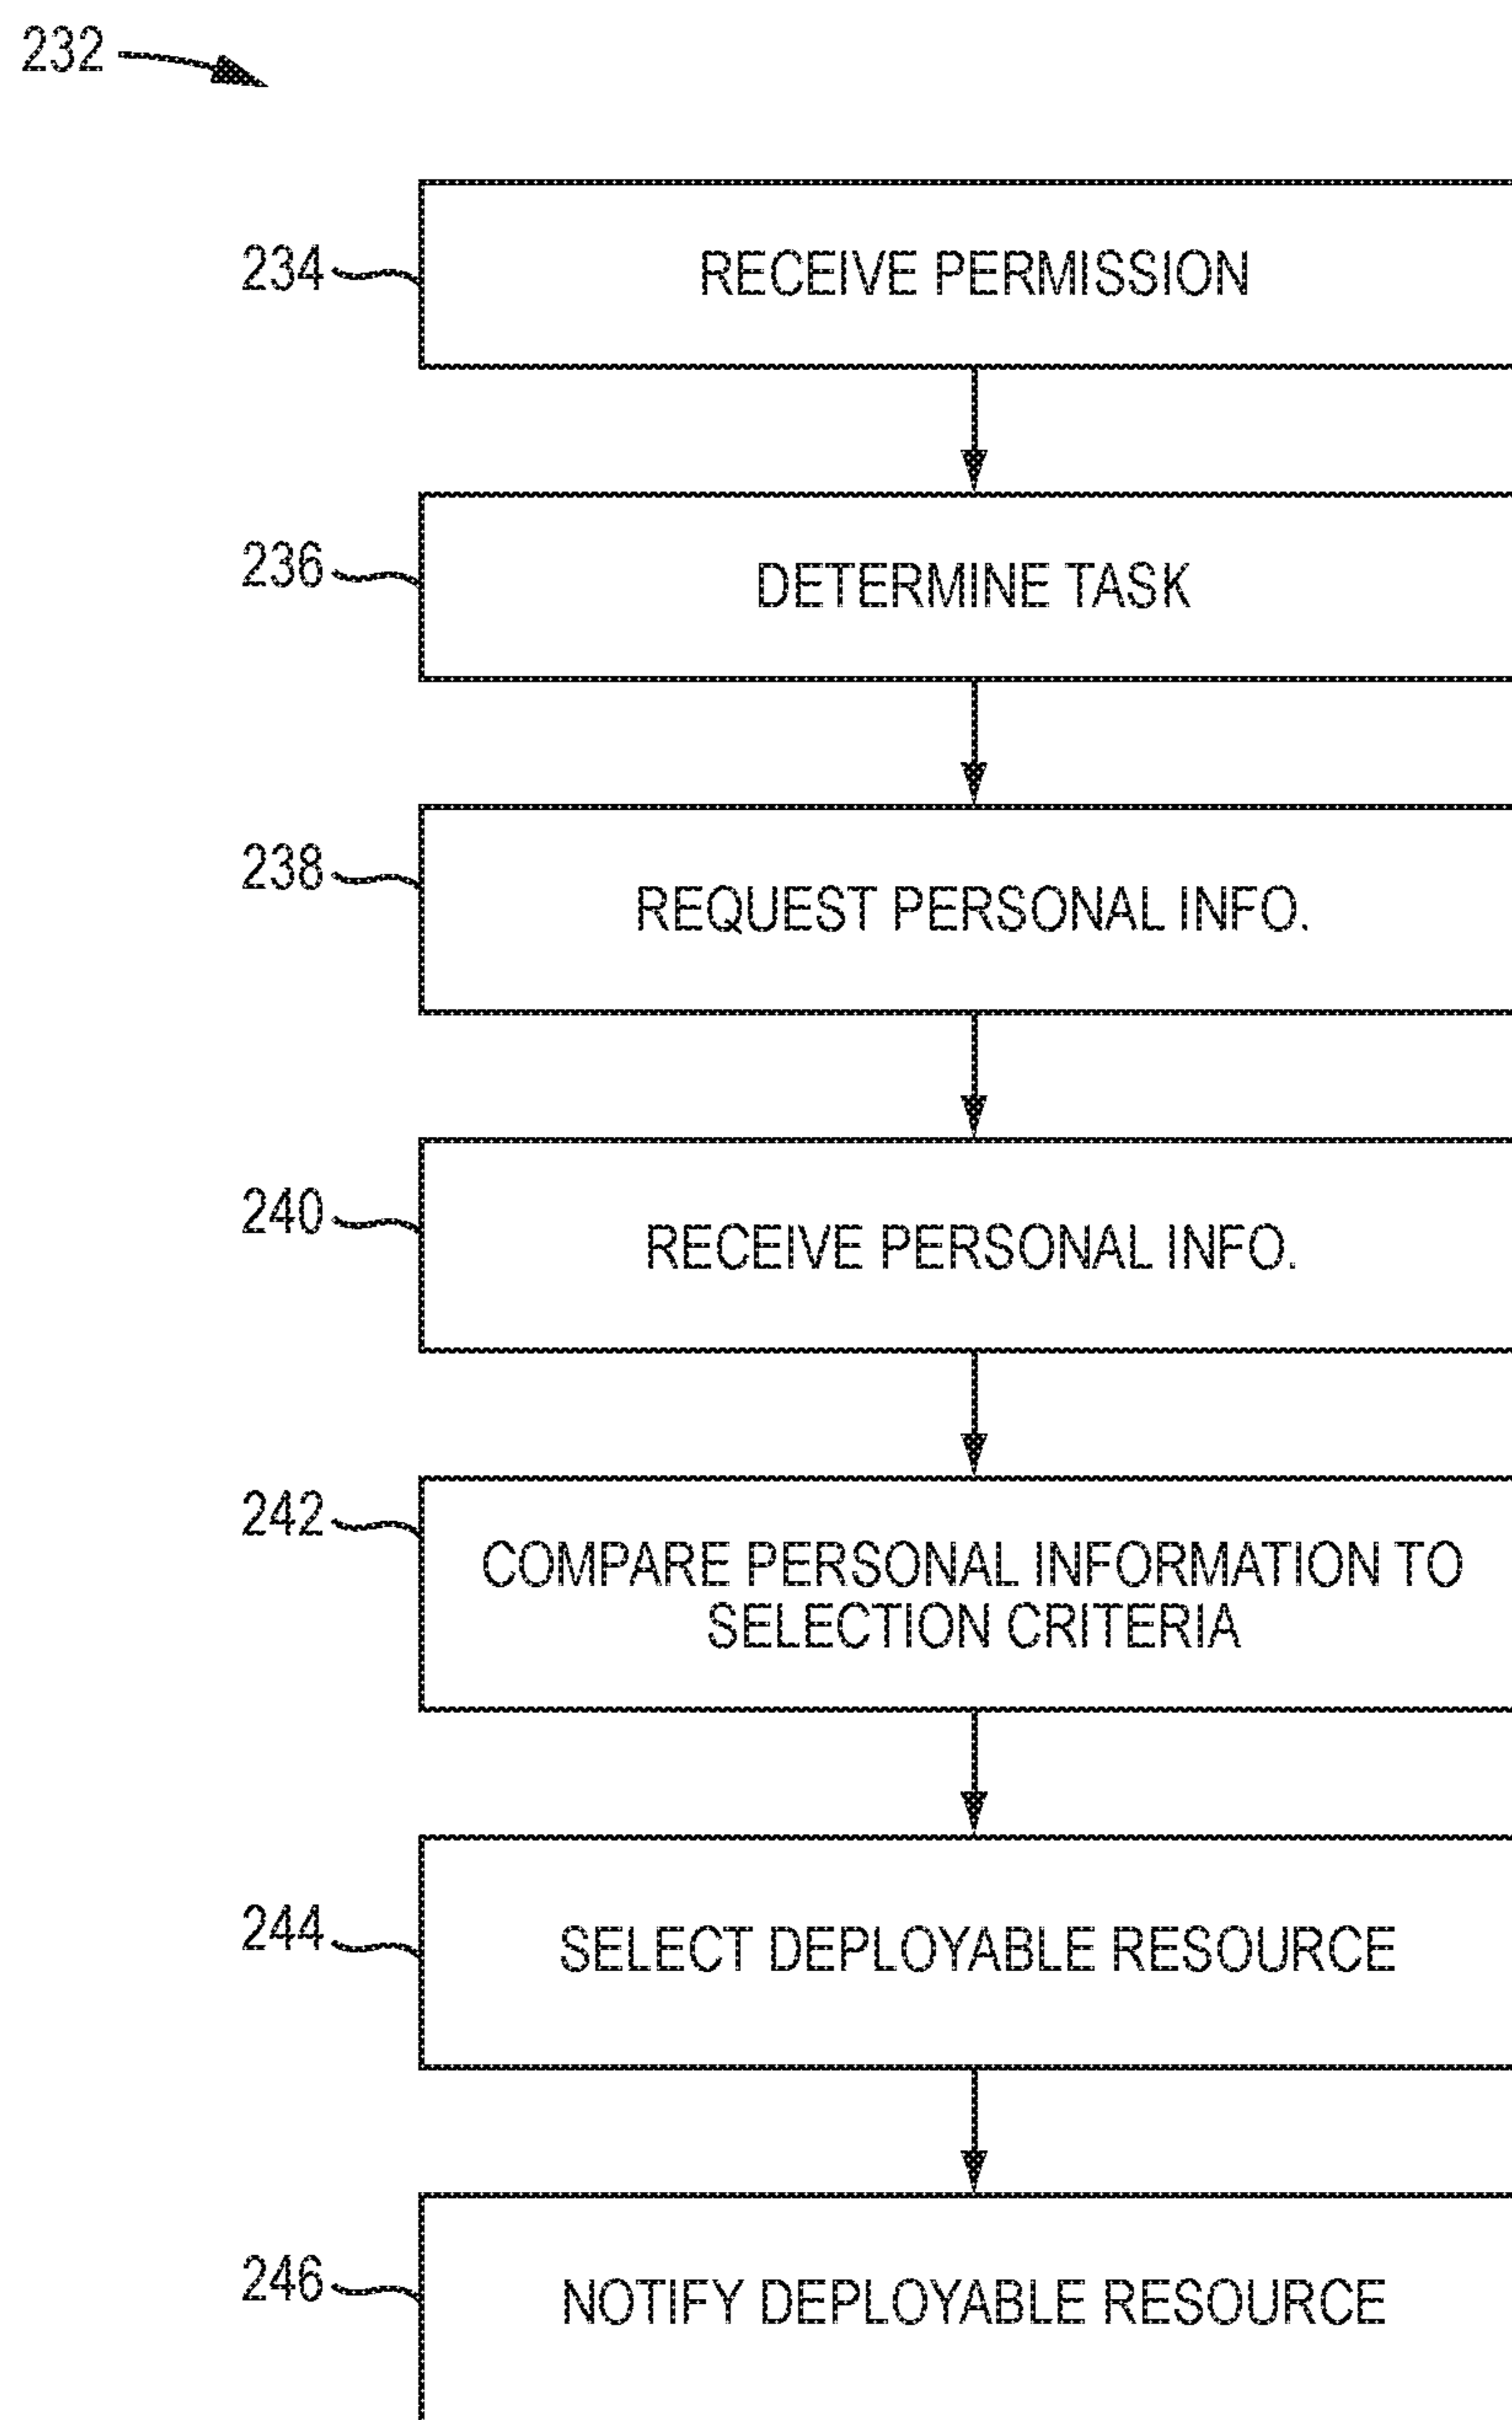 232
234
RECEIVE PERMISSION
236
DETERMINE TASK
238
REQUEST PERSONAL INFO.
240
RECEIVE PERSONAL INFO.
242
COMPARE PERSONAL INFORMATION TO
SELECTION CRITERIA
244
SELECT DEPLOYABLE RESOURCE
246
NOTIFY DEPLOYABLE RESOURCE